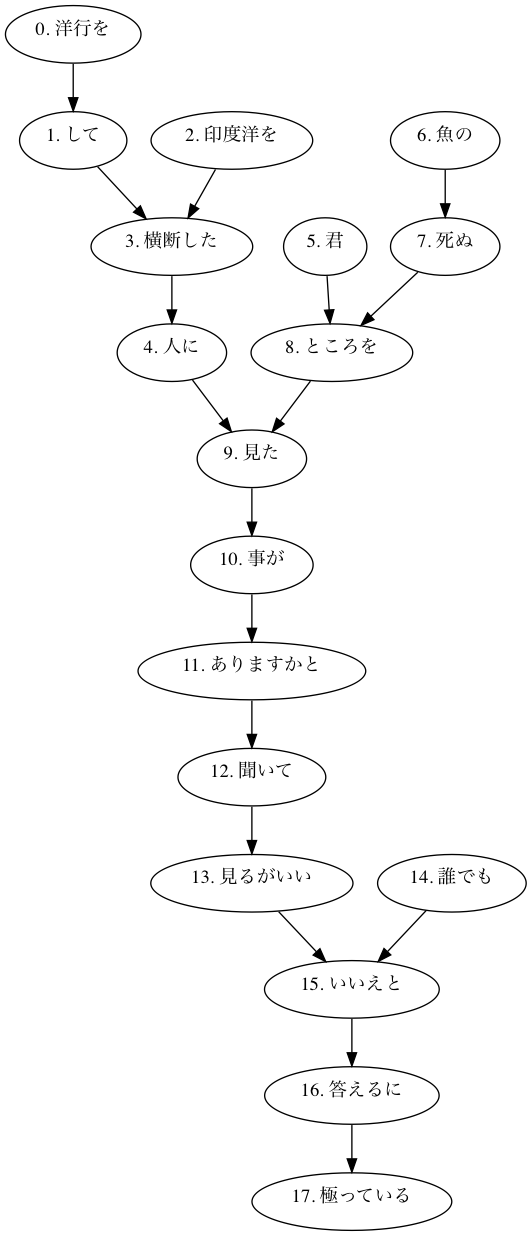 0. 洋行を
1. して
2. 印度洋を
6. 魚の
3. 横断した
5. 君
7. 死ぬ
4. 人に
8. ところを
9. 見た
10. 事が
11. ありますかと
12. 聞いて
13. 見るがいい
14. 誰でも
15. いいえと
16. 答えるに
17. 極っている